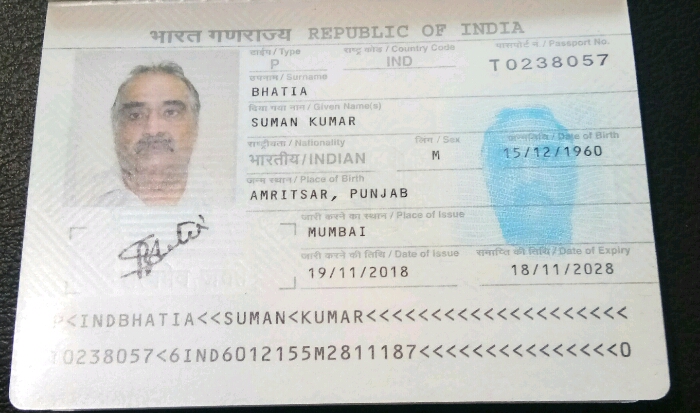 भारत गणराज्य REPUBLIC OF INDIA
टाईप / Type राष्ट्र कोड / Country Code पासपोर्ट नं. / Passport No.
P IND T0238057
उपनाम / Surname
BHATIA
दिया गया नाम / Given Name(s)
SUMAN KUMAR
राष्ट्रीयता / Nationality लिंग / Sex जन्मतिथि / Date of Birth
भारतीय/INDIAN M 15/12/1960
जन्म स्थान / Place of Birth
AMRITSAR, PUNJAB
जारी करने का स्थान / Place of Issue
MUMBAI
जारी करने की तिथि / Date of Issue समाप्ति की तिथि / Date of Expiry
19/11/2018 18/11/2028
P<INDBHATIA<<SUMAN<KUMAR<<<<<<<<<<<<<<<<<<<<
T0238057<6IND6012155M2811187<<<<<<<<<<<<<<<0